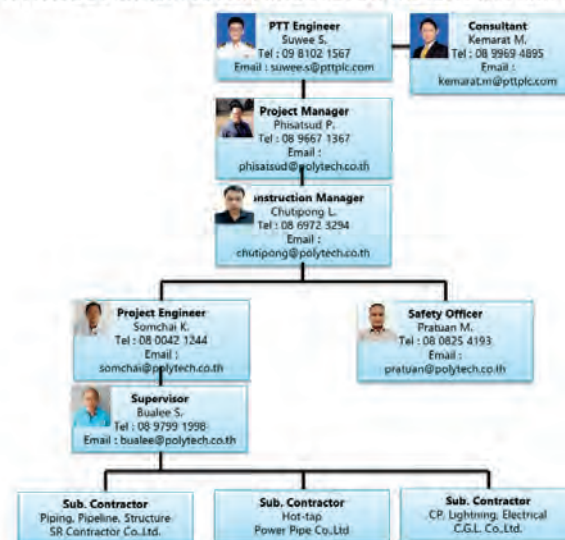 PTT Engineer
Suwee S.
Tel : 09 8102 1567
Email : suwee.s@pttplc.com
Consultant
Kemarat M.
Tel : 08 9969 4895
Email :
kemarat.m@pttplc.com
Project Manager
Phisatsud P.
Tel : 08 9667 1367
Email :
phisatsud@polytech.co.th
nstruction Manager
Chutipong L.
Tel : 08 6972 3294
Email :
chutipong@polytech.co.th
Project Engineer
Somchai K.
Tel : 08 0042 1244
Email :
somchai@polytech.co.th
Safety Officer
Pratuan M.
Tel : 08 0825 4193
Email :
pratuan@polytech.co.th
Supervisor
Bualee S.
Tel : 08 9799 1998
Email : bualee@polytech.co.th
Sub. Contractor
Piping, Pipeline, Structure
SR Contractor Co.,Ltd.
Sub. Contractor
Hot-tap
Power Pipe Co.,Ltd
Sub. Contractor
CP, Lightning, Electrical
C.G.L. Co.,Ltd.